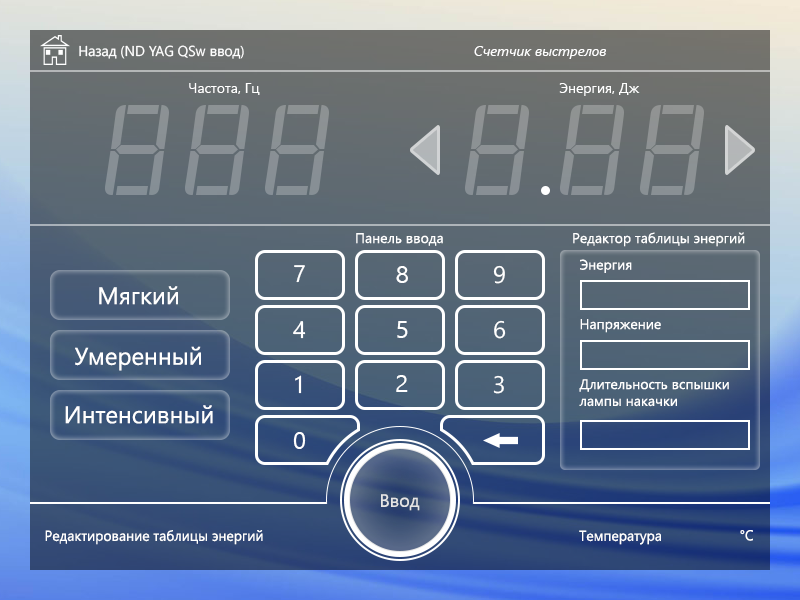 Назад (ND YAG QSw ввод)
Счетчик выстрелов
Частота, Гц
Энергия, Дж
Панель ввода
Редактор таблицы энергий
Мягкий
Умеренный
Интенсивный
7 8 9
4 5 6
1 2 3
0
Ввод
Энергия
Напряжение
Длительность вспышки
лампы накачки
Редактирование таблицы энергий
Температура °C